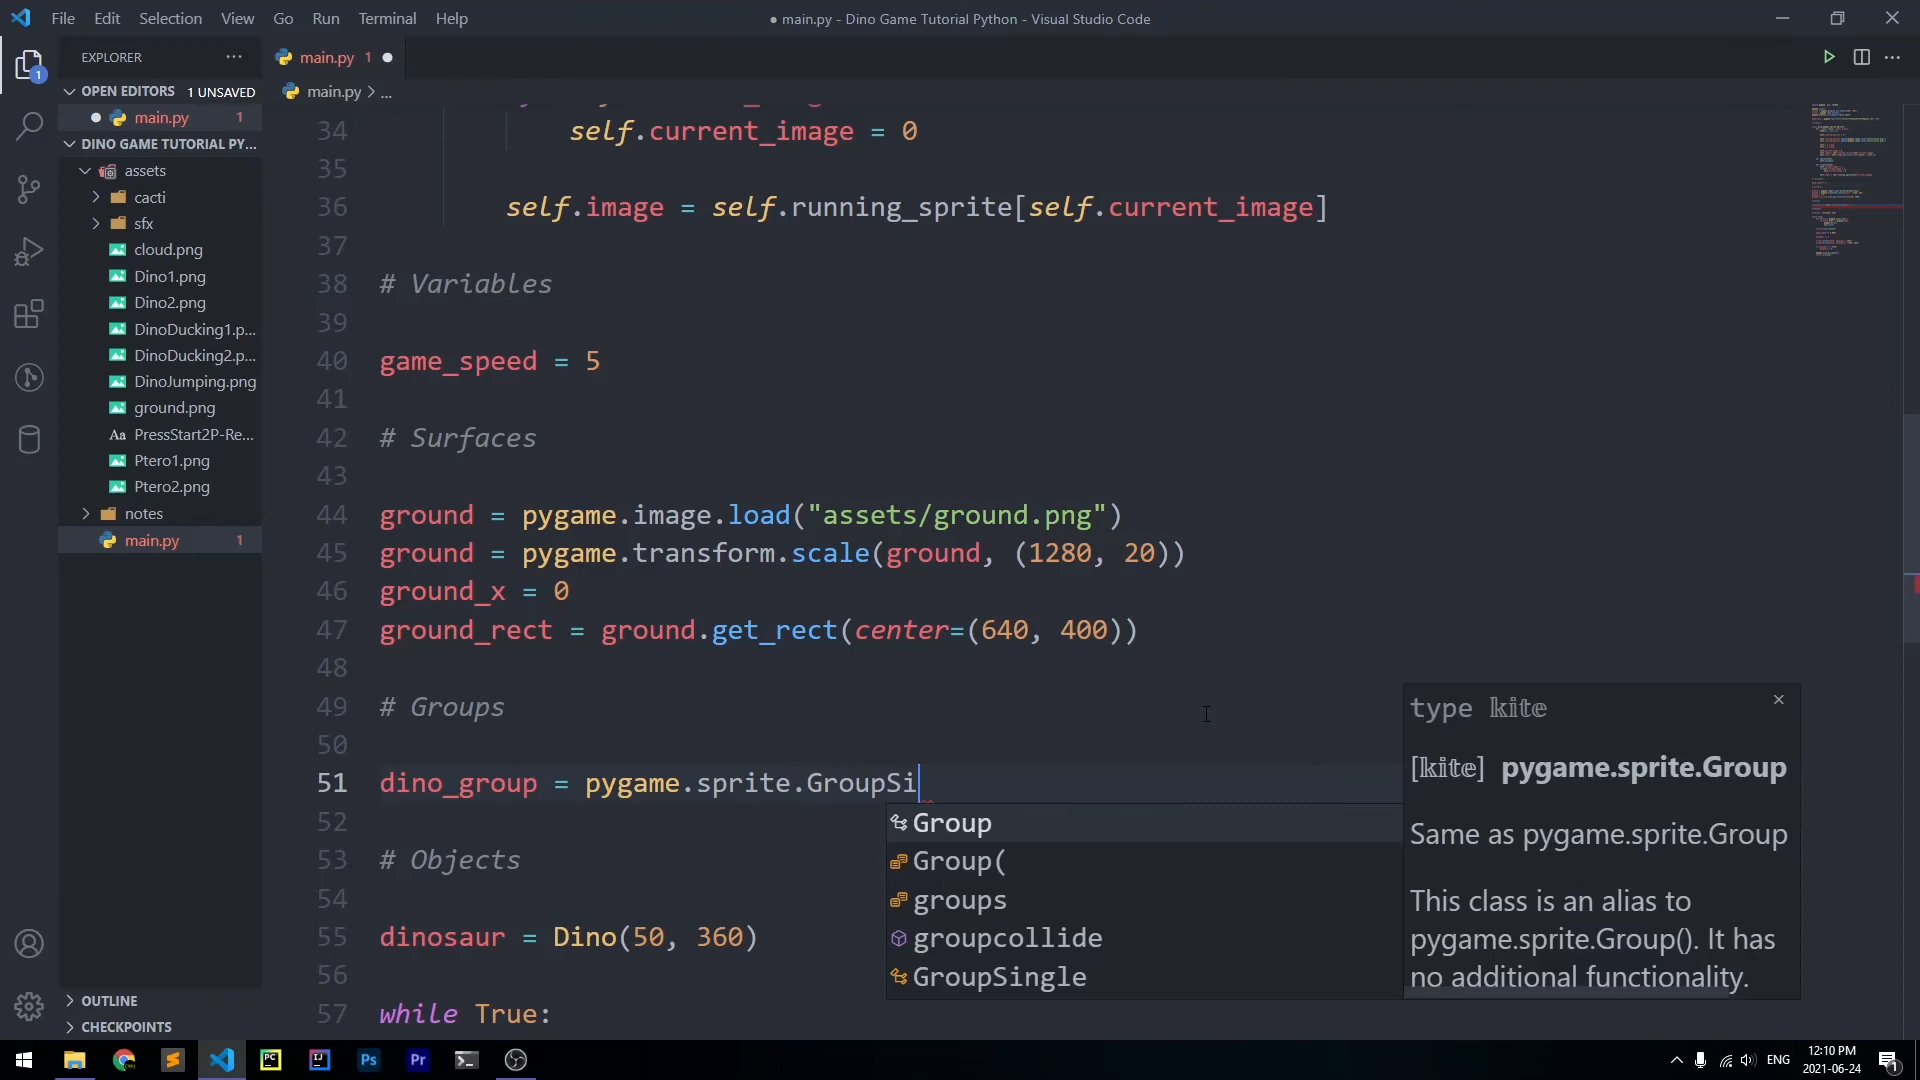 File Edit Selection View Go Run Terminal Help
● main.py - Dino Game Tutorial Python - Visual Studio Code
EXPLORER
main.py 1
OPEN EDITORS 1 UNSAVED
main.py > ...
main.py 1
DINO GAME TUTORIAL PY...
assets
cacti
sfx
cloud.png
Dino1.png
Dino2.png
DinoDucking1.p...
DinoDucking2.p...
DinoJumping.png
ground.png
Aa PressStart2P-Re...
Ptero1.png
Ptero2.png
notes
main.py 1
OUTLINE
CHECKPOINTS
1
34 self.current_image = 0
35
36 self.image = self.running_sprite[self.current_image]
37
38 # Variables
39
40 game_speed = 5
41
42 # Surfaces
43
44 ground = pygame.image.load("assets/ground.png")
45 ground = pygame.transform.scale(ground, (1280, 20))
46 ground_x = 0
47 ground_rect = ground.get_rect(center=(640, 400))
48
49 # Groups
50
51 dino_group = pygame.sprite.GroupSi
52
53 # Objects
54
55 dinosaur = Dino(50, 360)
56
57 while True:
Group
Group(
groups
groupcollide
GroupSingle
type kite
[kite] pygame.sprite.Group
Same as pygame.sprite.Group
This class is an alias to
pygame.sprite.Group(). It has
no additional functionality.
PC
IJ
Ps
Pr
ENG
12:10 PM
2021-06-24
1